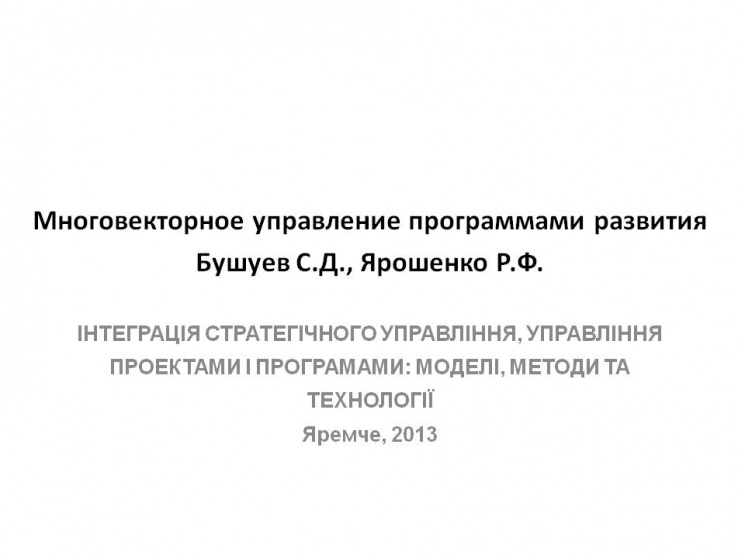 Многовекторное управление программами развития
Бушуев С.Д., Ярошенко Р.Ф.
ІНТЕГРАЦІЯ СТРАТЕГІЧНОГО УПРАВЛІННЯ, УПРАВЛІННЯ
ПРОЕКТАМИ І ПРОГРАМАМИ: МОДЕЛІ, МЕТОДИ ТА
ТЕХНОЛОГІЇ
Яремче, 2013